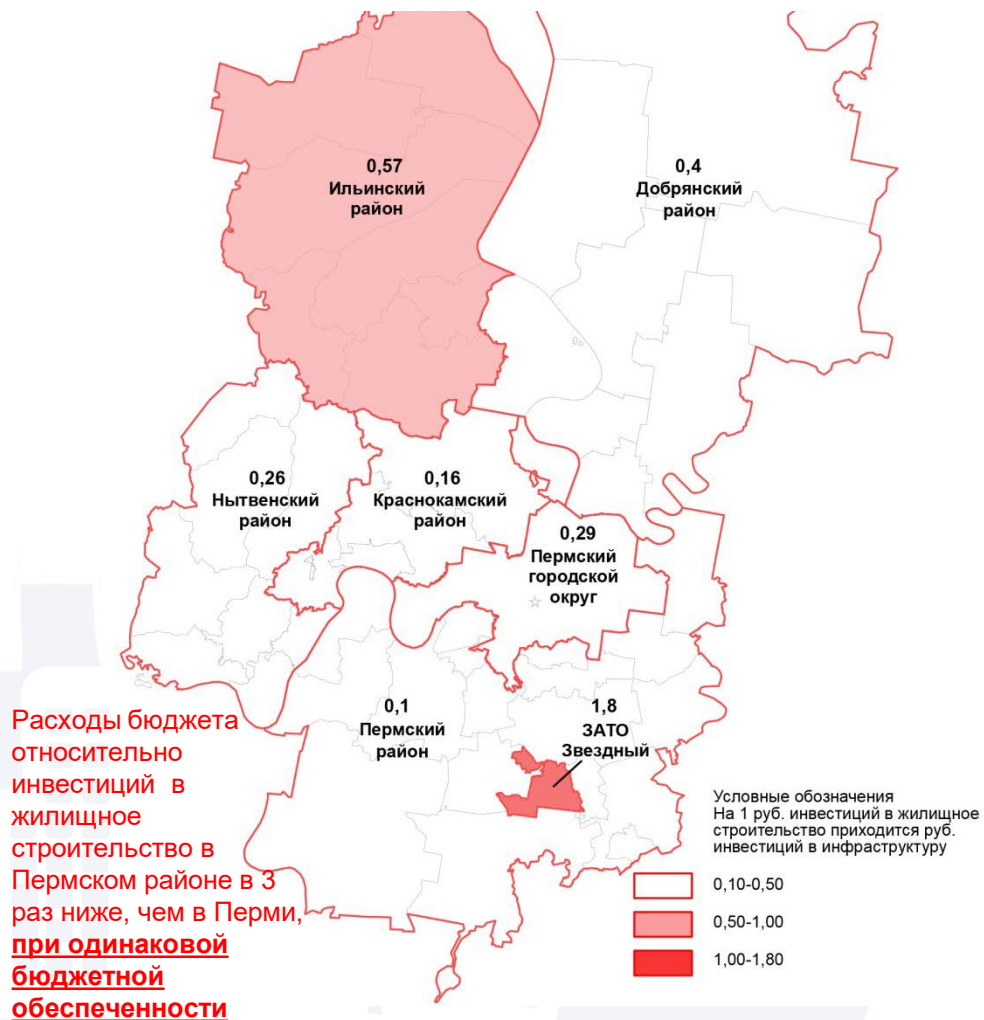 0,57
Ильинский
район
0,4
Добрянский
район
0,26
Нытвенский
район
0,16
Краснокамский
район
0,29
Пермский
городской
округ
0,1
Пермский
район
1,8
ЗАТО
Звездный
Расходы бюджета
относительно
инвестиций в
жилищное
строительство в
Пермском районе в 3
раз ниже, чем в Перми,
при одинаковой
бюджетной
обеспеченности
Условные обозначения
На 1 руб. инвестиций в жилищное
строительство приходится руб.
инвестиций в инфраструктуру
0,10-0,50
0,50-1,00
1,00-1,80